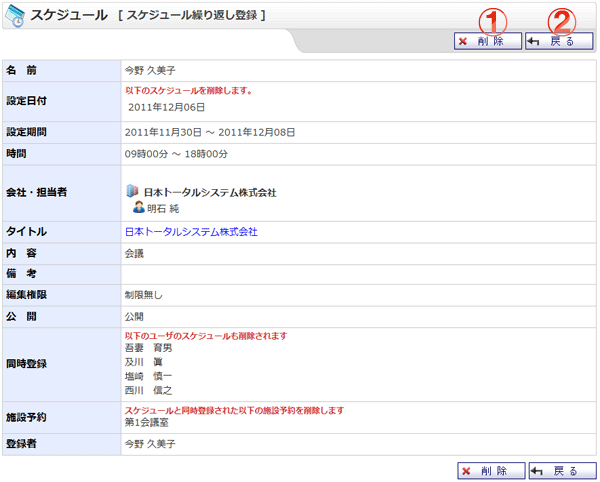 スケジュール [ スケジュール繰り返し登録 ]
① ②
削除 戻る
名 前 今野 久美子
設定日付 以下のスケジュールを削除します。
2011年12月06日
設定期間 2011年11月30日 ～ 2011年12月08日
時間 09時00分 ～ 18時00分
会社・担当者 日本トータルシステム株式会社
明石 純
タイトル 日本トータルシステム株式会社
内 容 会議
備 考
編集権限 制限無し
公 開 公開
同時登録 以下のユーザのスケジュールも削除されます
吾妻 育男
及川 眞
塩崎 慎一
西川 信之
施設予約 スケジュールと同時登録された以下の施設予約を削除します
第1会議室
登録者 今野 久美子
削除 戻る